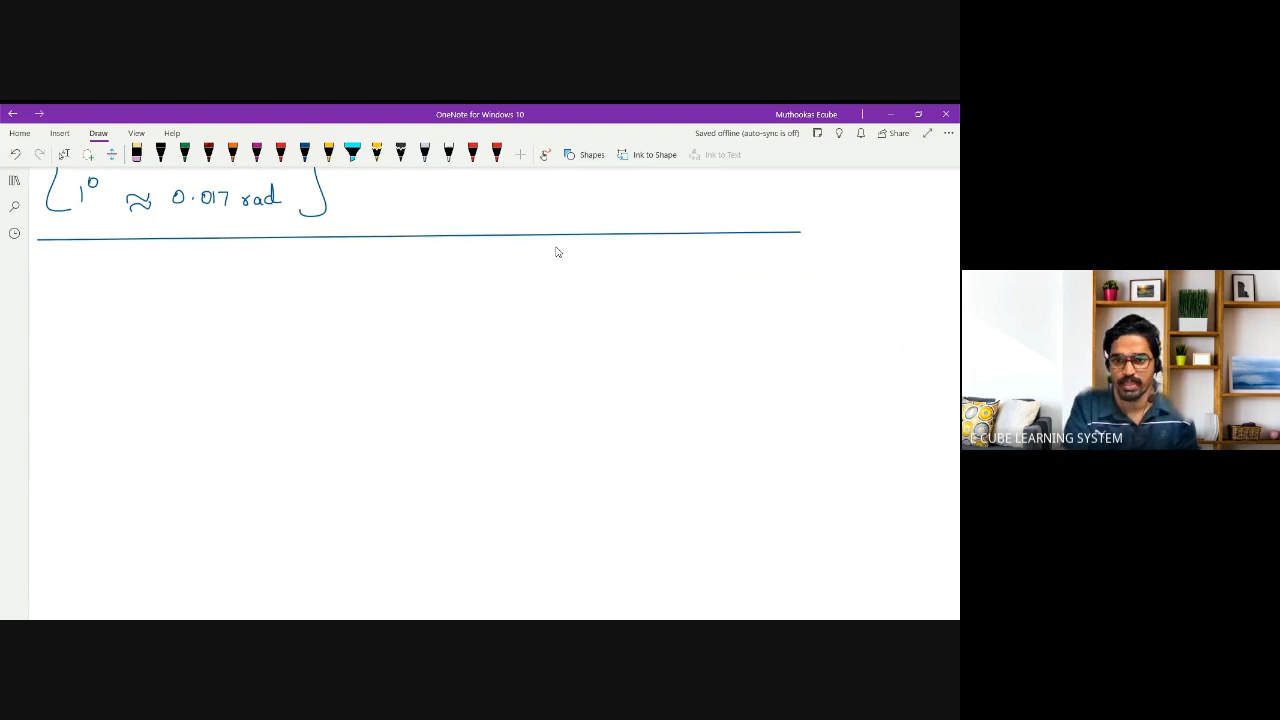 OneNote for Windows 10
Muthookas Ecube
Home Insert Draw View Help
Saved offline (auto-sync is off)
Share
Shapes
Ink to Shape
Ink to Text
1° ≈ 0.017 rad
E CUBE LEARNING SYSTEM